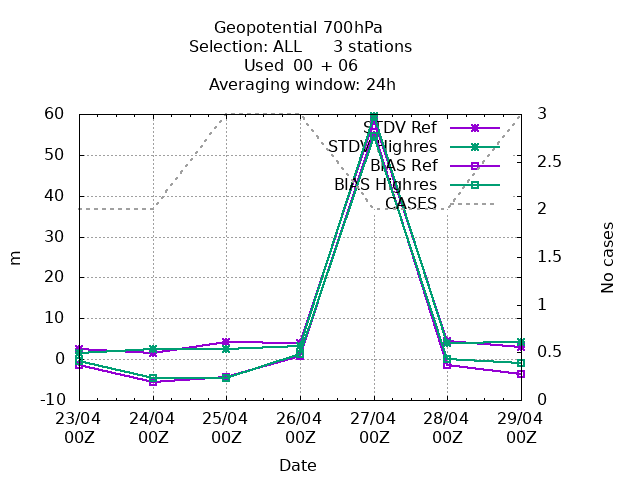 Geopotential 700hPa
Selection: ALL 3 stations
Used 00 + 06
Averaging window: 24h
STDV Ref
STDV Highres
BIAS Ref
BIAS Highres
CASES
60
50
40
30
20
10
0
-10
m
3
2.5
2
1.5
1
0.5
0
No cases
23/04 24/04 25/04 26/04 27/04 28/04 29/04
00Z 00Z 00Z 00Z 00Z 00Z 00Z
Date